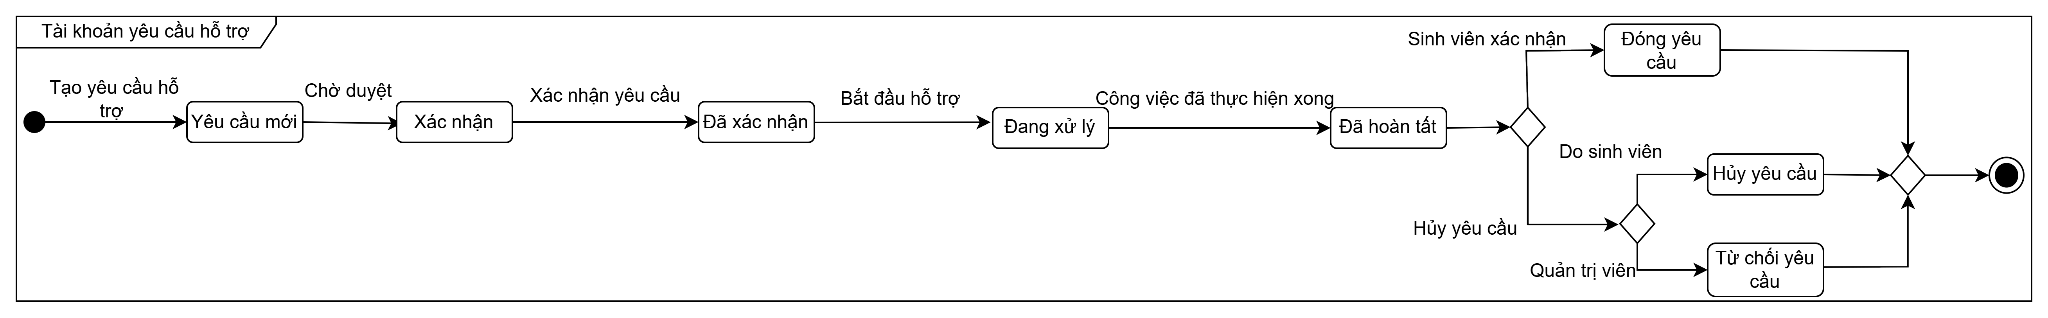 Tài khoản yêu cầu hỗ trợ
Tạo yêu cầu hỗ
trợ
Yêu cầu mới
Chờ duyệt
Xác nhận
Xác nhận yêu cầu
Đã xác nhận
Bắt đầu hỗ trợ
Đang xử lý
Công việc đã thực hiện xong
Đã hoàn tất
Sinh viên xác nhận
Đóng yêu
cầu
Do sinh viên
Hủy yêu cầu
Hủy yêu cầu
Quản trị viên
Từ chối yêu
cầu